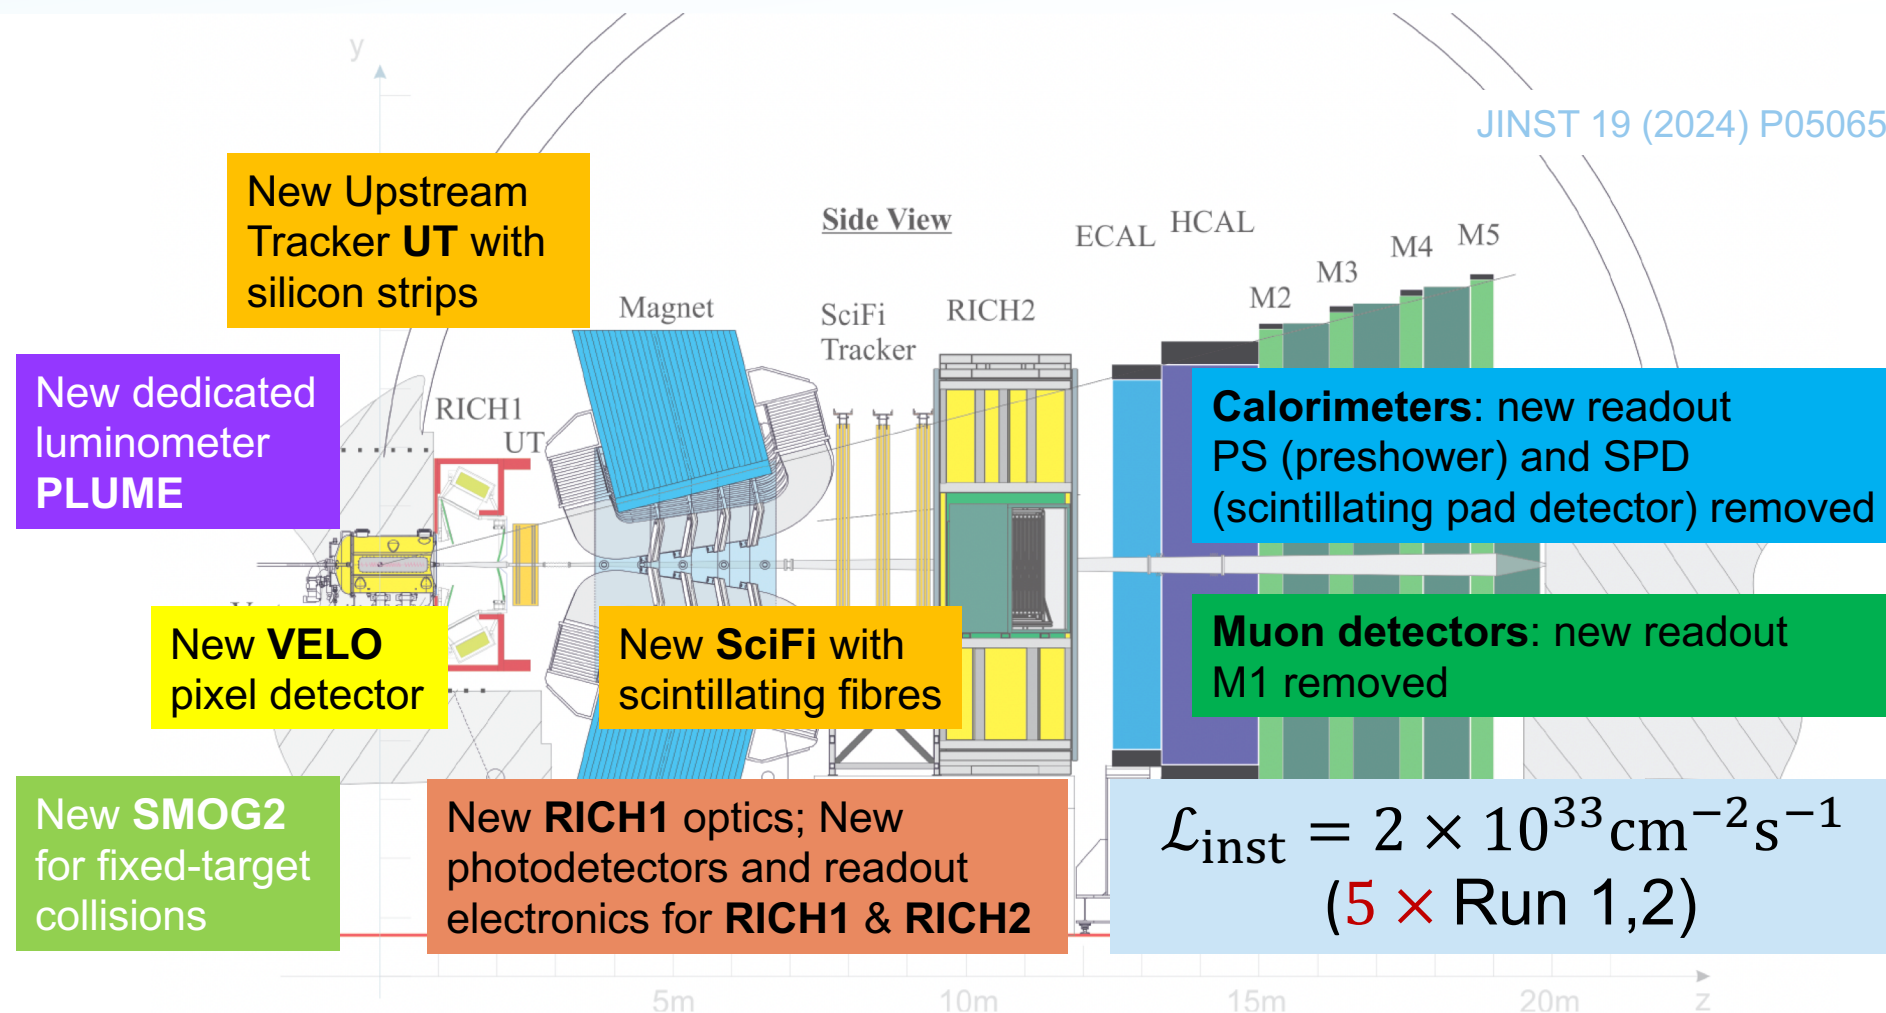 y
JINST 19 (2024) P05065
New Upstream
Tracker UT with
silicon strips
Side View
ECAL
HCAL
M2
M3
M4
M5
Magnet
SciFi
Tracker
RICH2
New dedicated
luminometer
PLUME
RICH1
UT
Calorimeters: new readout
PS (preshower) and SPD
(scintillating pad detector) removed
New VELO
pixel detector
New SciFi with
scintillating fibres
Muon detectors: new readout
M1 removed
New SMOG2
for fixed-target
collisions
New RICH1 optics; New
photodetectors and readout
electronics for RICH1 & RICH2
ℒinst = 2 × 10³³cm⁻²s⁻¹
(5 × Run 1,2)
5m
10m
15m
20m
z